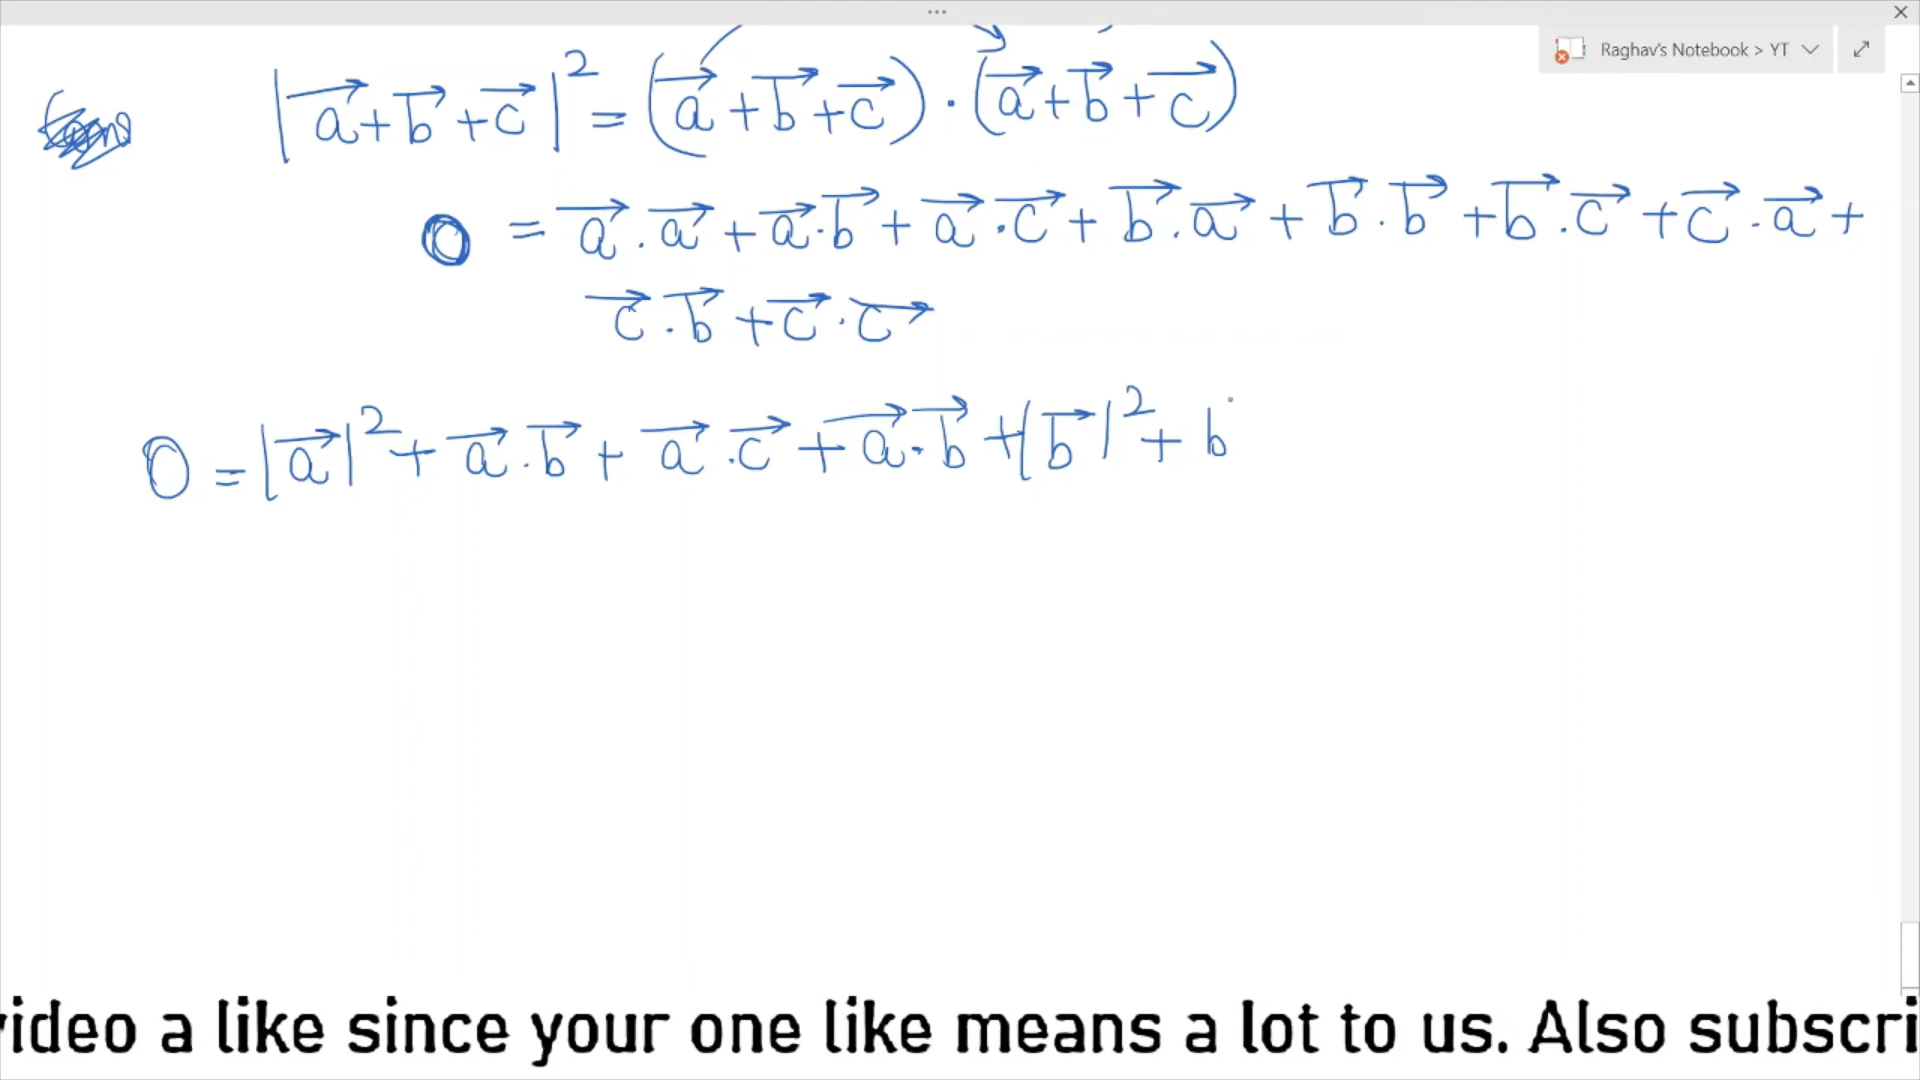 Raghav's Notebook > YT
|a⃗+b⃗+c⃗|² = (a⃗+b⃗+c⃗)·(a⃗+b⃗+c⃗)
0 = a⃗.a⃗ + a⃗.b⃗ + a⃗.c⃗ + b⃗.a⃗ + b⃗.b⃗ + b⃗.c⃗ + c⃗.a⃗ +
c⃗.b⃗ + c⃗.c⃗
0 = |a⃗|² + a⃗.b⃗ + a⃗.c⃗ + a⃗.b⃗ + |b⃗|² + b
video a like since your one like means a lot to us. Also subscri